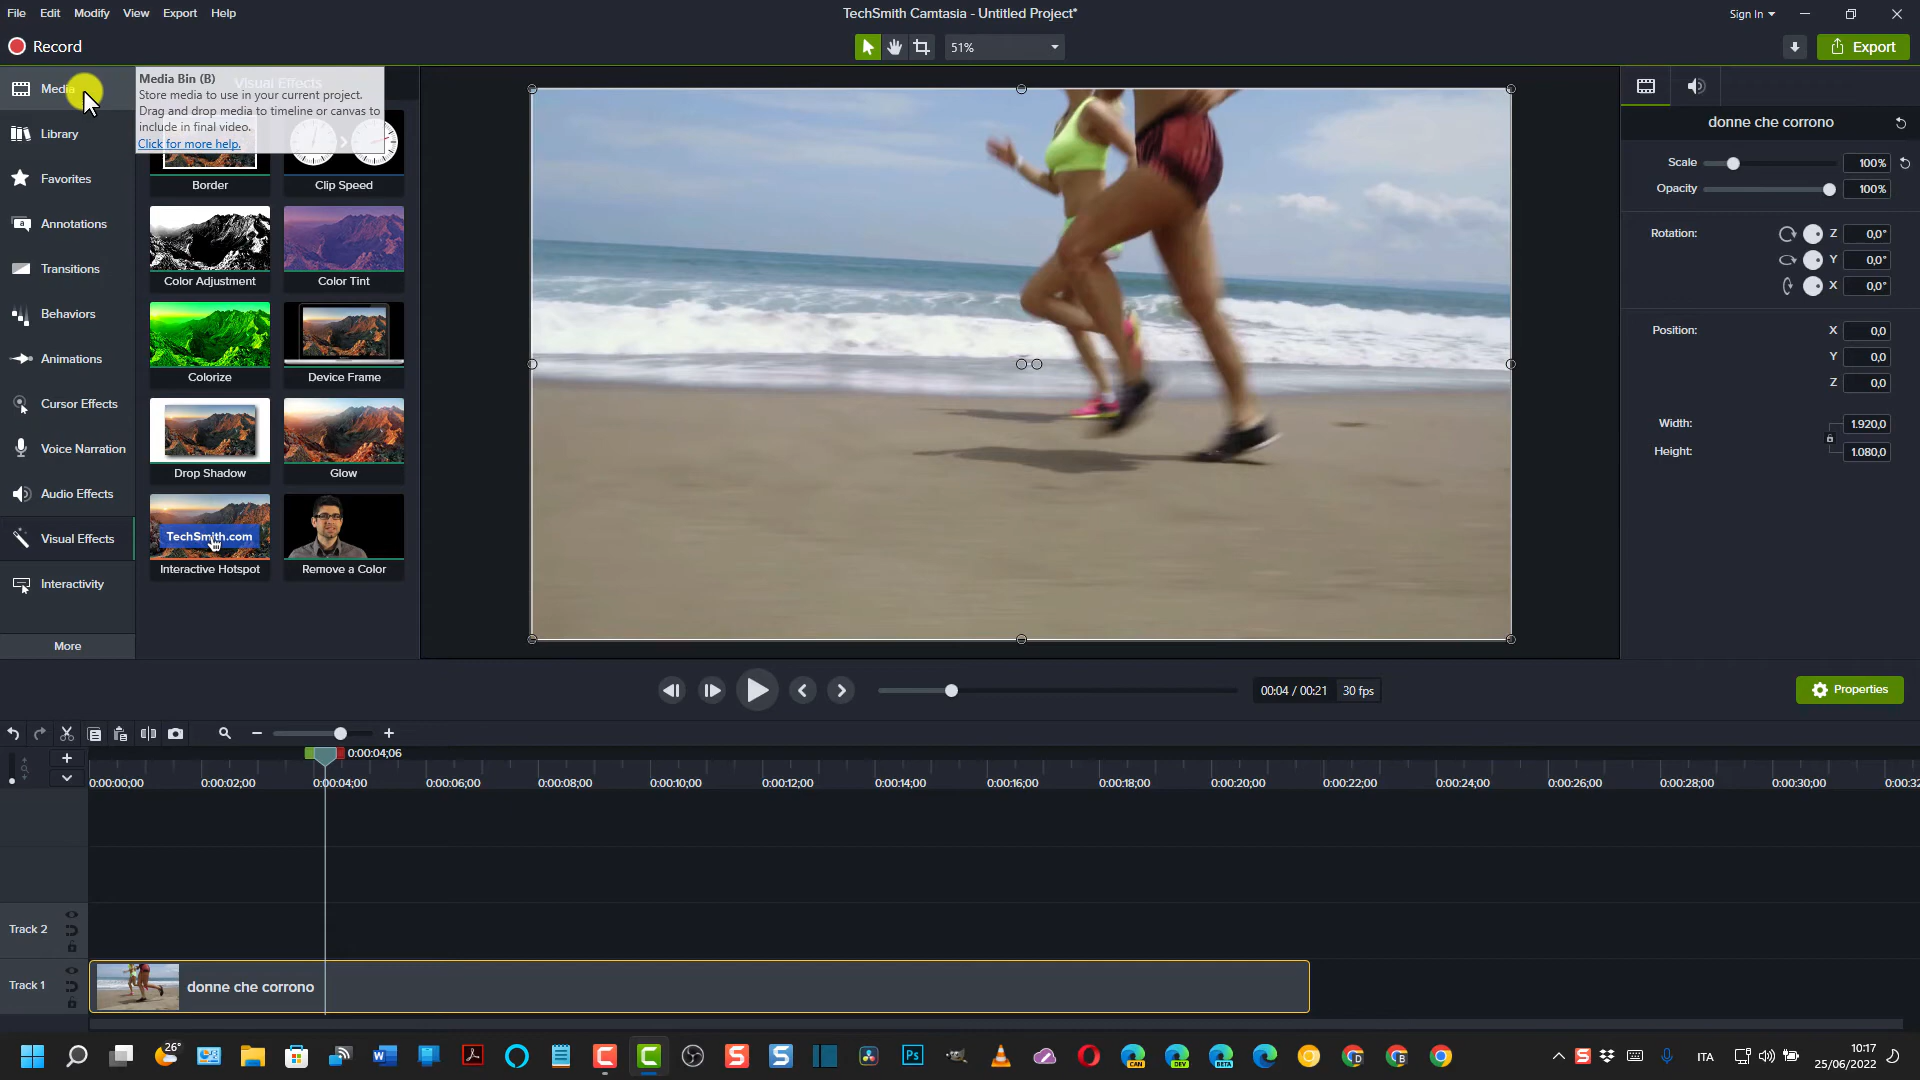 File Edit Modify View Export Help
TechSmith Camtasia - Untitled Project*
Sign In
Record
51%
Export
Media
Media Bin (B)
Store media to use in your current project.
Drag and drop media to timeline or canvas to
include in final video.
Click for more help.
Visual Effects
Library
Favorites
Annotations
Transitions
Behaviors
Animations
Cursor Effects
Voice Narration
Audio Effects
Visual Effects
Interactivity
More
Border
Clip Speed
Color Adjustment
Color Tint
Colorize
Device Frame
Drop Shadow
Glow
TechSmith.com
Interactive Hotspot
Remove a Color
donne che corrono
Scale 100%
Opacity 100%
Rotation: Z 0,0°
Y 0,0°
X 0,0°
Position: X 0,0
Y 0,0
Z 0,0
Width: 1.920,0
Height: 1.080,0
00:04 / 00:21 30 fps
Properties
0:00:04;06
0:00:00;00 0:00:02;00 0:00:04;00 0:00:06;00 0:00:08;00 0:00:10;00 0:00:12;00 0:00:14;00 0:00:16;00 0:00:18;00 0:00:20;00 0:00:22;00 0:00:24;00 0:00:26;00 0:00:28;00 0:00:30;00 0:00:32
Track 2
Track 1
donne che corrono
26°
Ps
CAN
DEV
BETA
D
B
ITA
10:17
25/06/2022